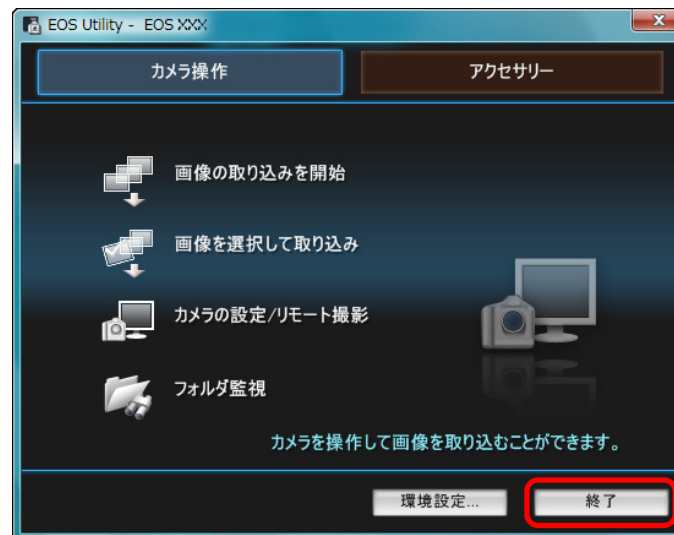 EOS Utility - EOS XXX
カメラ操作
アクセサリー
画像の取り込みを開始
画像を選択して取り込み
カメラの設定/リモート撮影
フォルダ監視
カメラを操作して画像を取り込むことができます。
環境設定...
終了